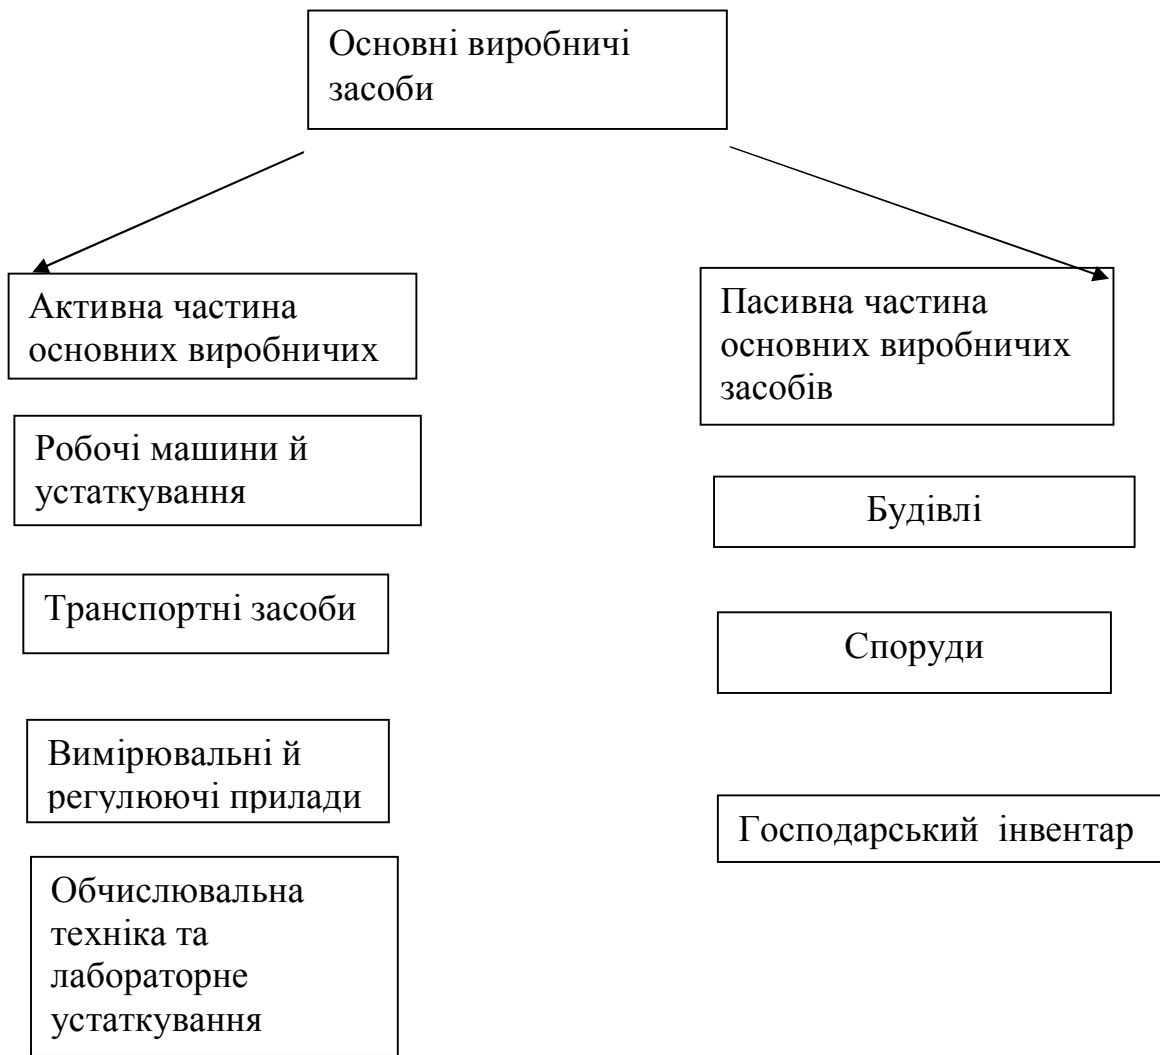 Основні виробничі
засоби
Активна частина
основних виробничих
Робочі машини й
устаткування
Транспортні засоби
Вимірювальні й
регулюючі прилади
Обчислювальна
техніка та
лабораторне
устаткування
Пасивна частина
основних виробничих
засобів
Будівлі
Споруди
Господарський  інвентар